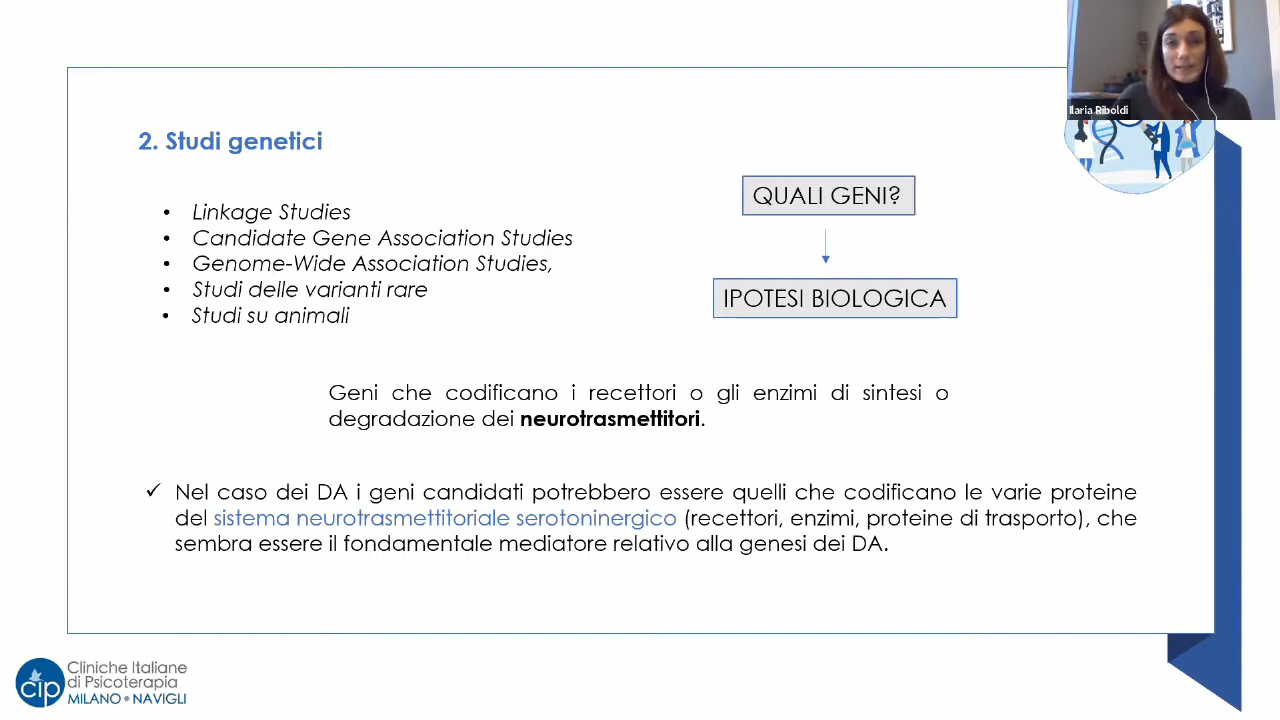 Ilaria Riboldi
2. Studi genetici
• Linkage Studies
• Candidate Gene Association Studies
• Genome-Wide Association Studies,
• Studi delle varianti rare
• Studi su animali
QUALI GENI?
IPOTESI BIOLOGICA
Geni che codificano i recettori o gli enzimi di sintesi o
degradazione dei neurotrasmettitori.
✓ Nel caso dei DA i geni candidati potrebbero essere quelli che codificano le varie proteine
del sistema neurotrasmettitoriale serotoninergico (recettori, enzimi, proteine di trasporto), che
sembra essere il fondamentale mediatore relativo alla genesi dei DA.
cip
Cliniche Italiane
di Psicoterapia
MILANO • NAVIGLI